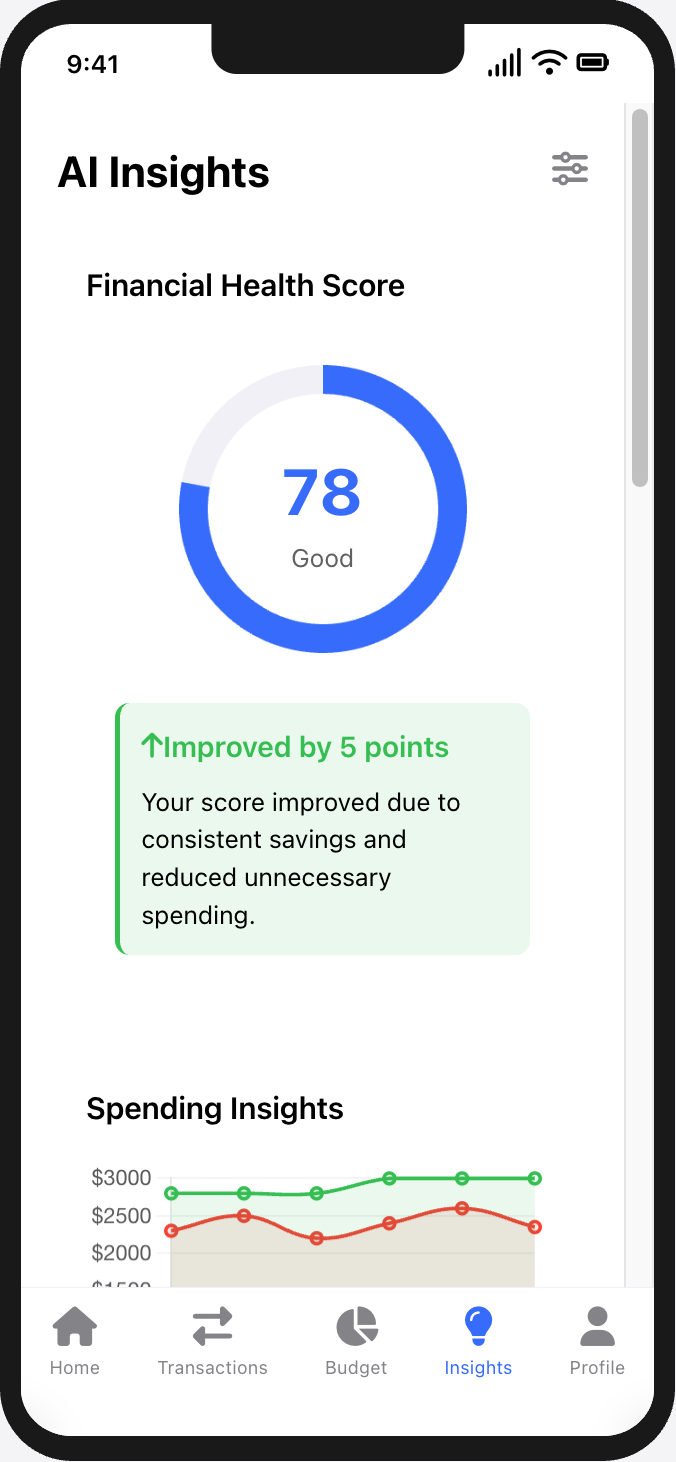 9:41
AI Insights
Financial Health Score
78
Good
Improved by 5 points
Your score improved due to
consistent savings and
reduced unnecessary
spending.
Spending Insights
$3000
$2500
$2000
$1500
Home
Transactions
Budget
Insights
Profile